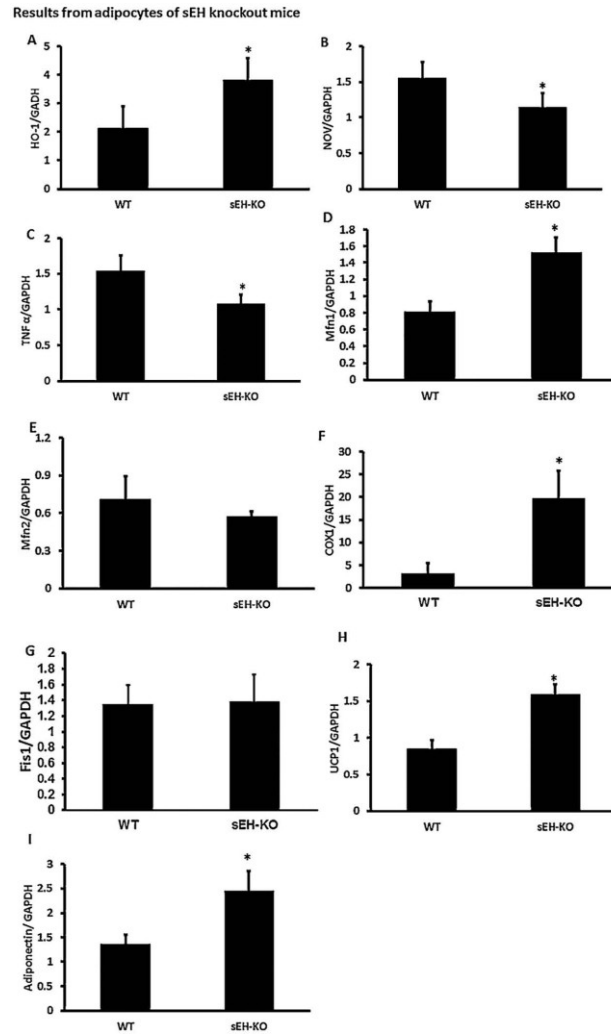 Results from adipocytes of sEH knockout mice
A
HO-1/GADH
5
4
3
2
1
0
WT sEH-KO
*
B
NOV/GAPDH
2
1.5
1
0.5
0
WT sEH-KO
*
C
TNF α/GAPDH
2
1.5
1
0.5
0
WT sEH-KO
*
D
Mfn1/GAPDH
1.8
1.6
1.4
1.2
1
0.8
0.6
0.4
0.2
0
WT sEH-KO
*
E
Mfn2/GAPDH
1.2
0.9
0.6
0.3
0
WT sEH-KO
F
COX1/GAPDH
30
25
20
15
10
5
0
WT sEH-KO
*
G
Fis1/GAPDH
2
1.8
1.6
1.4
1.2
1
0.8
0.6
0.4
0.2
0
WT sEH-KO
H
UCP1/GAPDH
2
1.5
1
0.5
0
WT sEH-KO
*
I
Adiponectin/ GAPDH
3
2.5
2
1.5
1
0.5
0
WT sEH-KO
*